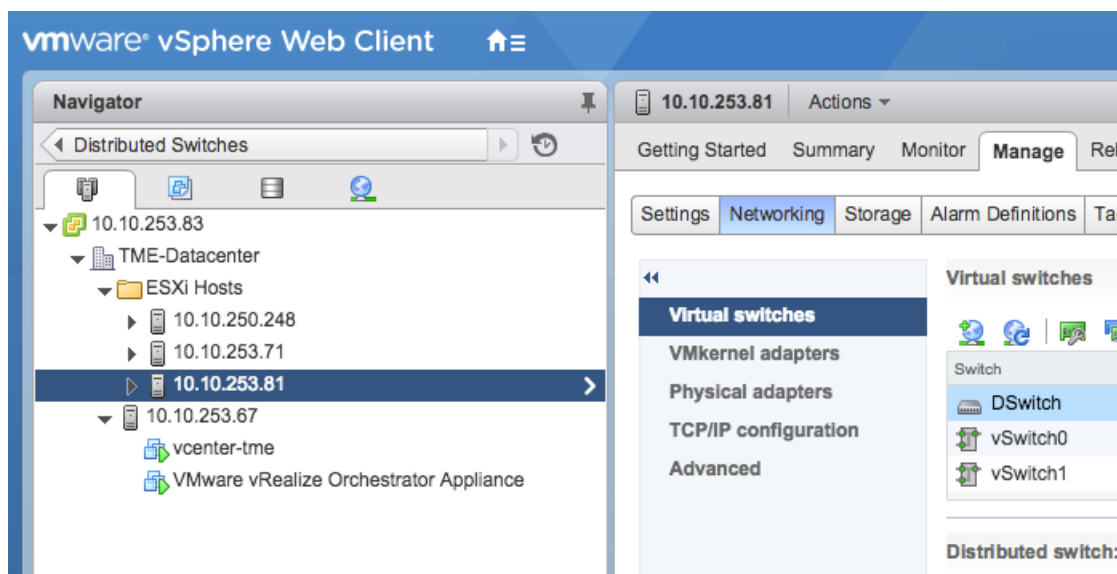 vmware® vSphere Web Client
Navigator
Distributed Switches
10.10.253.83
TME-Datacenter
ESXi Hosts
10.10.250.248
10.10.253.71
10.10.253.81
10.10.253.67
vcenter-tme
VMware vRealize Orchestrator Appliance
10.10.253.81 Actions
Getting Started Summary Monitor Manage
Settings Networking Storage Alarm Definitions
Virtual switches
VMkernel adapters
Physical adapters
TCP/IP configuration
Advanced
Virtual switches
Switch
DSwitch
vSwitch0
vSwitch1
Distributed switch: